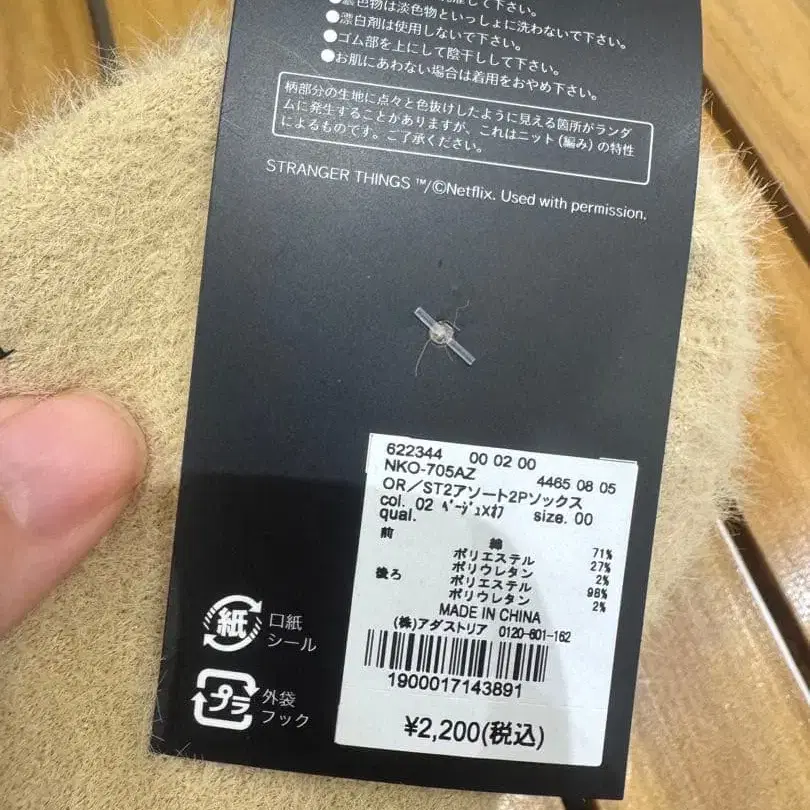 ●濃色物は淡色物といっしょに洗わないで下さい。
●漂白剤は使用しないで下さい。
●ゴム部を上にして陰干しして下さい。
●お肌にあわない場合は着用をおやめ下さい。
柄部分の生地に点々と色抜けしたように見える箇所がランダ
ムに発生することがありますが、これはニット(編み)の特性
によるものです。ご了承ください。
STRANGER THINGS ™/©Netflix. Used with permission.
622344 00 02 00
NKO-705AZ 4465 08 05
OR/ST2アソート2Pソックス
col. 02 ﾍﾞｰｼﾞｭXｵﾌ size. 00
qual.
前 綿 71%
ポリエステル 27%
ポリウレタン 2%
後ろ ポリエステル 98%
ポリウレタン 2%
MADE IN CHINA
(株)アダストリア 0120-601-162
1900017143891
¥2,200(税込)
紙 口紙
シール
プラ 外袋
フック